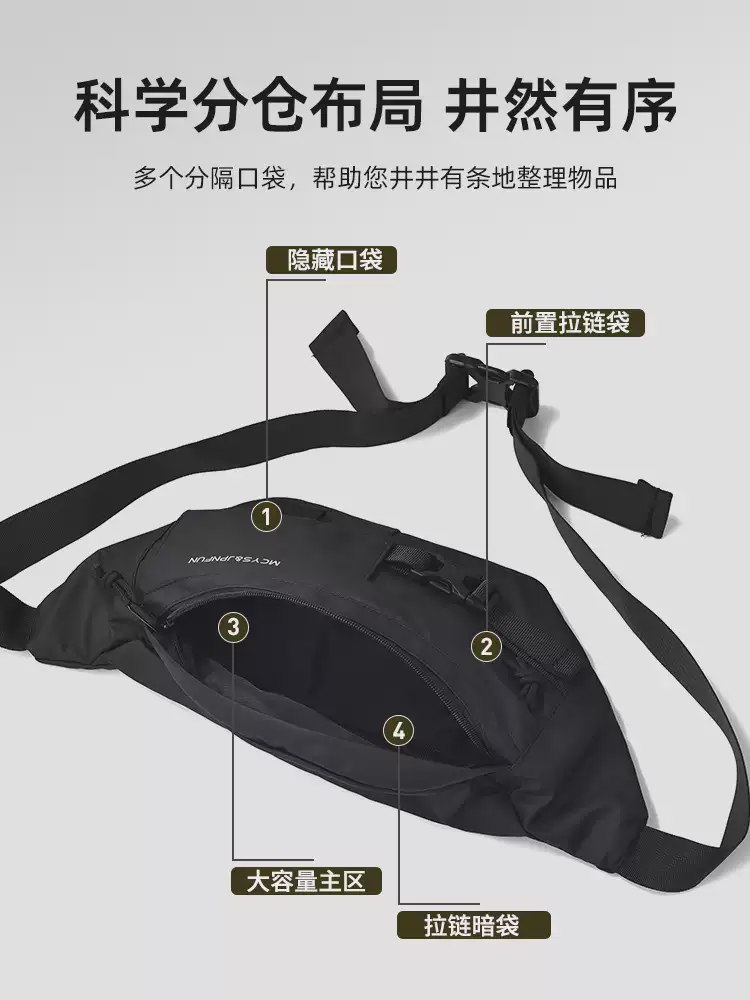 科学分仓布局 井然有序
多个分隔口袋，帮助您井井有条地整理物品
隐藏口袋
前置拉链袋
1
MCYS&JPNFUN
3
2
4
大容量主区
拉链暗袋